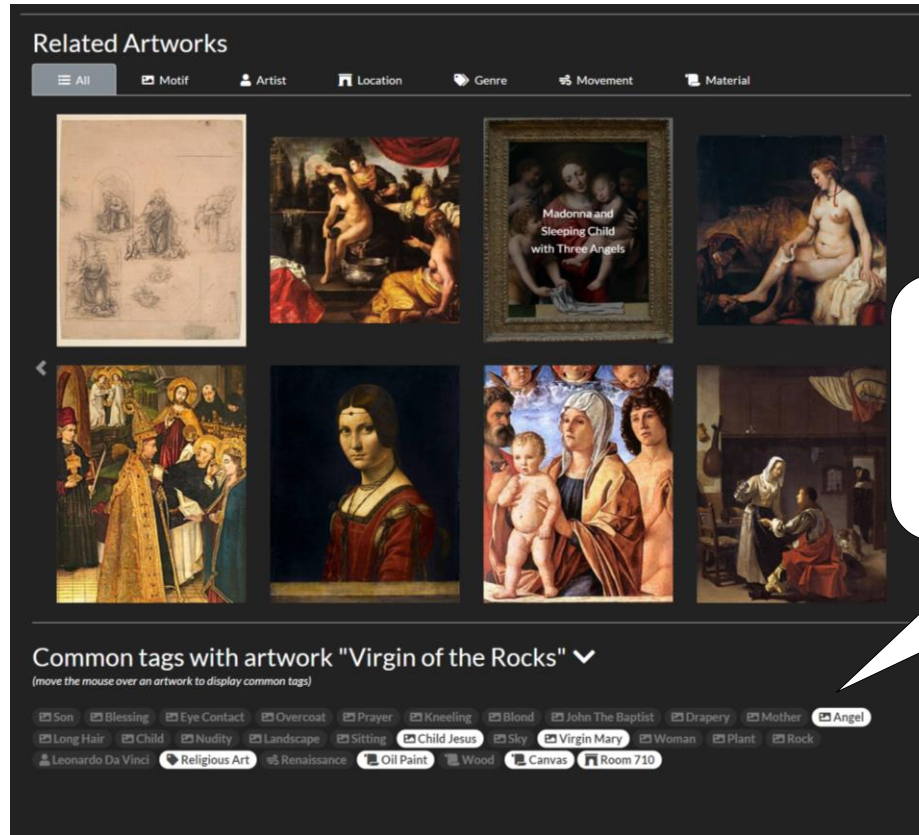 Related Artworks
All Motif Artist Location Genre Movement Material
Madonna and
Sleeping Child
with Three Angels
Common tags with artwork "Virgin of the Rocks"
(move the mouse over an artwork to display common tags)
Son Blessing Eye Contact Overcoat Prayer Kneeling Blond John The Baptist Drapery Mother Angel
Long Hair Child Nudity Landscape Sitting Child Jesus Sky Virgin Mary Woman Plant Rock
Leonardo Da Vinci Religious Art Renaissance Oil Paint Wood Canvas Room 710